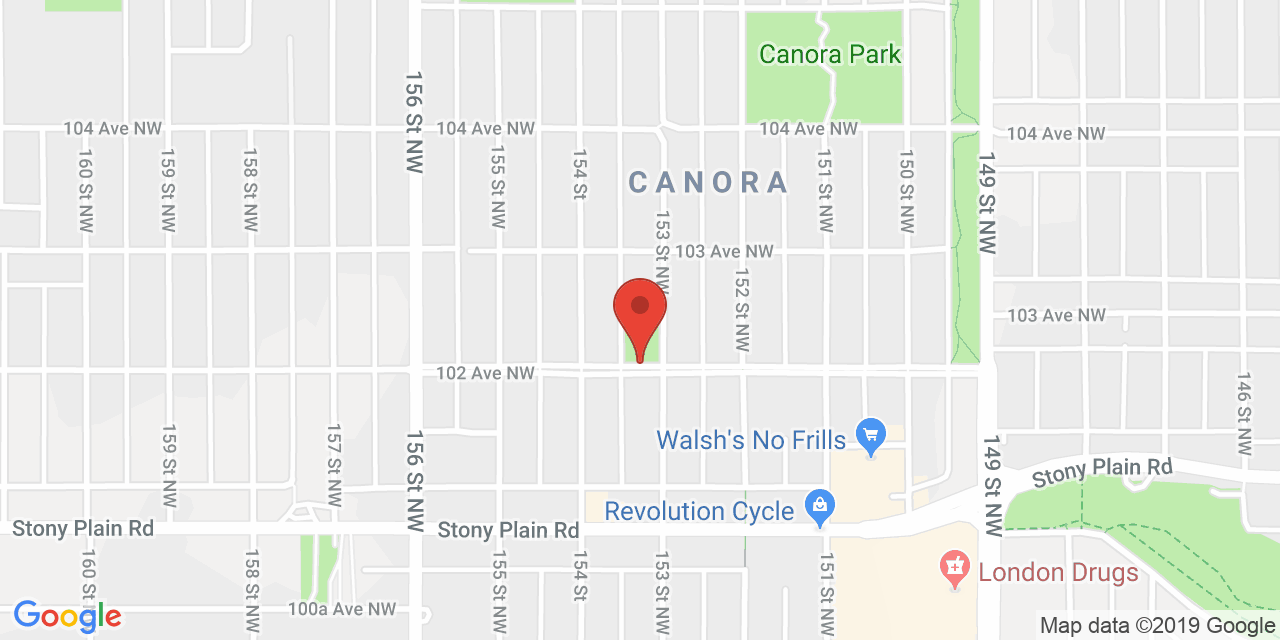 Canora Park
156 St NW
104 Ave NW
104 Ave NW
104 Ave NW
104 Ave NW
160 St NW
159 St NW
158 St NW
155 St NW
154 St
CANORA
151 St NW
150 St NW
149 St NW
153 St NW
103 Ave NW
152 St NW
103 Ave NW
102 Ave NW
146 St NW
159 St NW
157 St NW
156 St NW
Walsh's No Frills
149 St NW
Stony Plain Rd
Revolution Cycle
Stony Plain Rd
Stony Plain Rd
160 St N
158 St NW
155 St NW
154 St
153 St NW
151 St NW
London Drugs
100a Ave NW
Google
Map data ©2019 Google